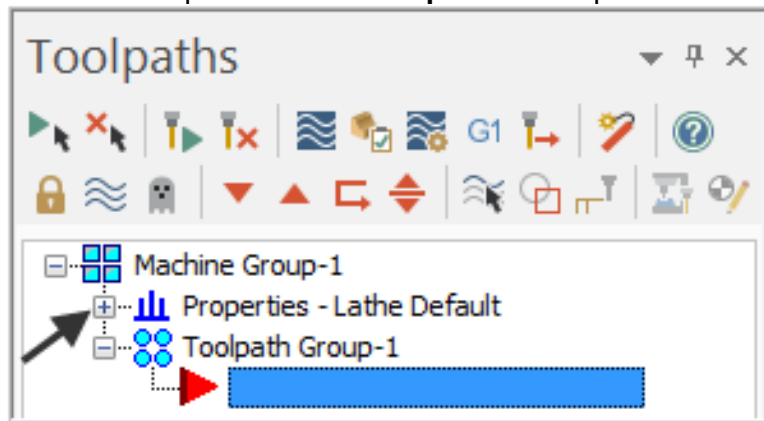 Toolpaths
G1
Machine Group-1
Properties - Lathe Default
Toolpath Group-1